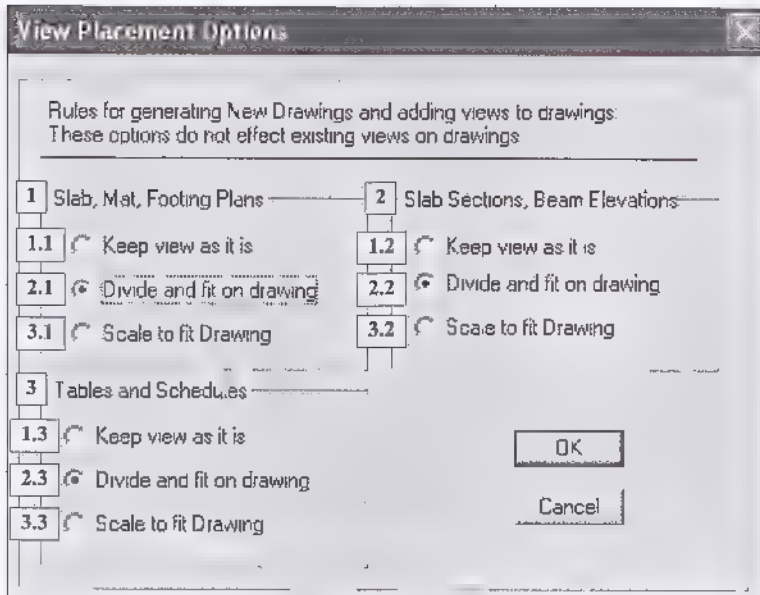 View Placement Options
Rules for generating New Drawings and adding views to drawings:
These options do not effect existing views on drawings
1 Slab, Mat, Footing Plans
1.1 Keep view as it is
2.1 Divide and fit on drawing
3.1 Scale to fit Drawing
2 Slab Sections, Beam Elevations
1.2 Keep view as it is
2.2 Divide and fit on drawing
3.2 Scale to fit Drawing
3 Tables and Schedules
1.3 Keep view as it is
2.3 Divide and fit on drawing
3.3 Scale to fit Drawing
OK
Cancel